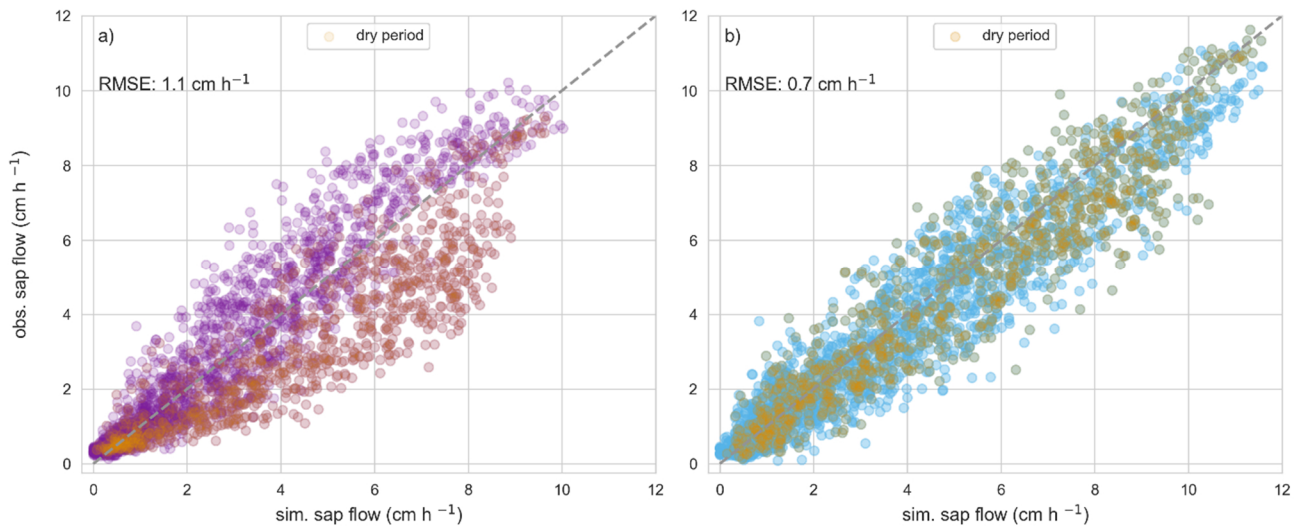 a)
dry period
RMSE: 1.1 cm h⁻¹
12
10
8
6
4
2
0
obs. sap flow (cm h ⁻¹)
0 2 4 6 8 10 12
sim. sap flow (cm h ⁻¹)
b)
dry period
RMSE: 0.7 cm h⁻¹
12
10
8
6
4
2
0
0 2 4 6 8 10 12
sim. sap flow (cm h ⁻¹)